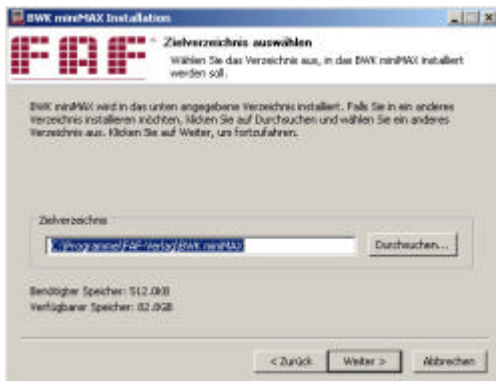 BWK miniMAX Installation
FAF
Zielverzeichnis auswählen
Wählen Sie das Verzeichnis aus, in das BWK miniMAX installiert
werden soll.
BWK miniMAX wird in das unten angegebene Verzeichnis installiert. Falls Sie in ein anderes
Verzeichnis installieren möchten, klicken Sie auf Durchsuchen und wählen Sie ein anderes
Verzeichnis aus. Klicken Sie auf Weiter, um fortzufahren.
Zielverzeichnis
C:\Programme\FAF-Verlag\BWK miniMAX
Durchsuchen...
Benötigter Speicher: 512.0kB
Verfügbarer Speicher: 82.0GB
< Zurück
Weiter >
Abbrechen